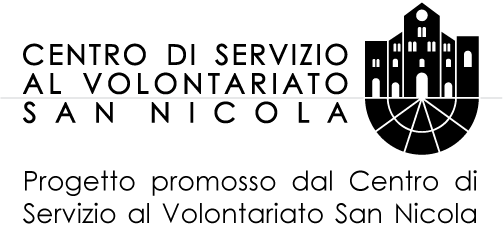 CENTRO DI SERVIZIO
AL VOLONTARIATO
SAN NICOLA
Progetto promosso dal Centro di
Servizio al Volontariato San Nicola